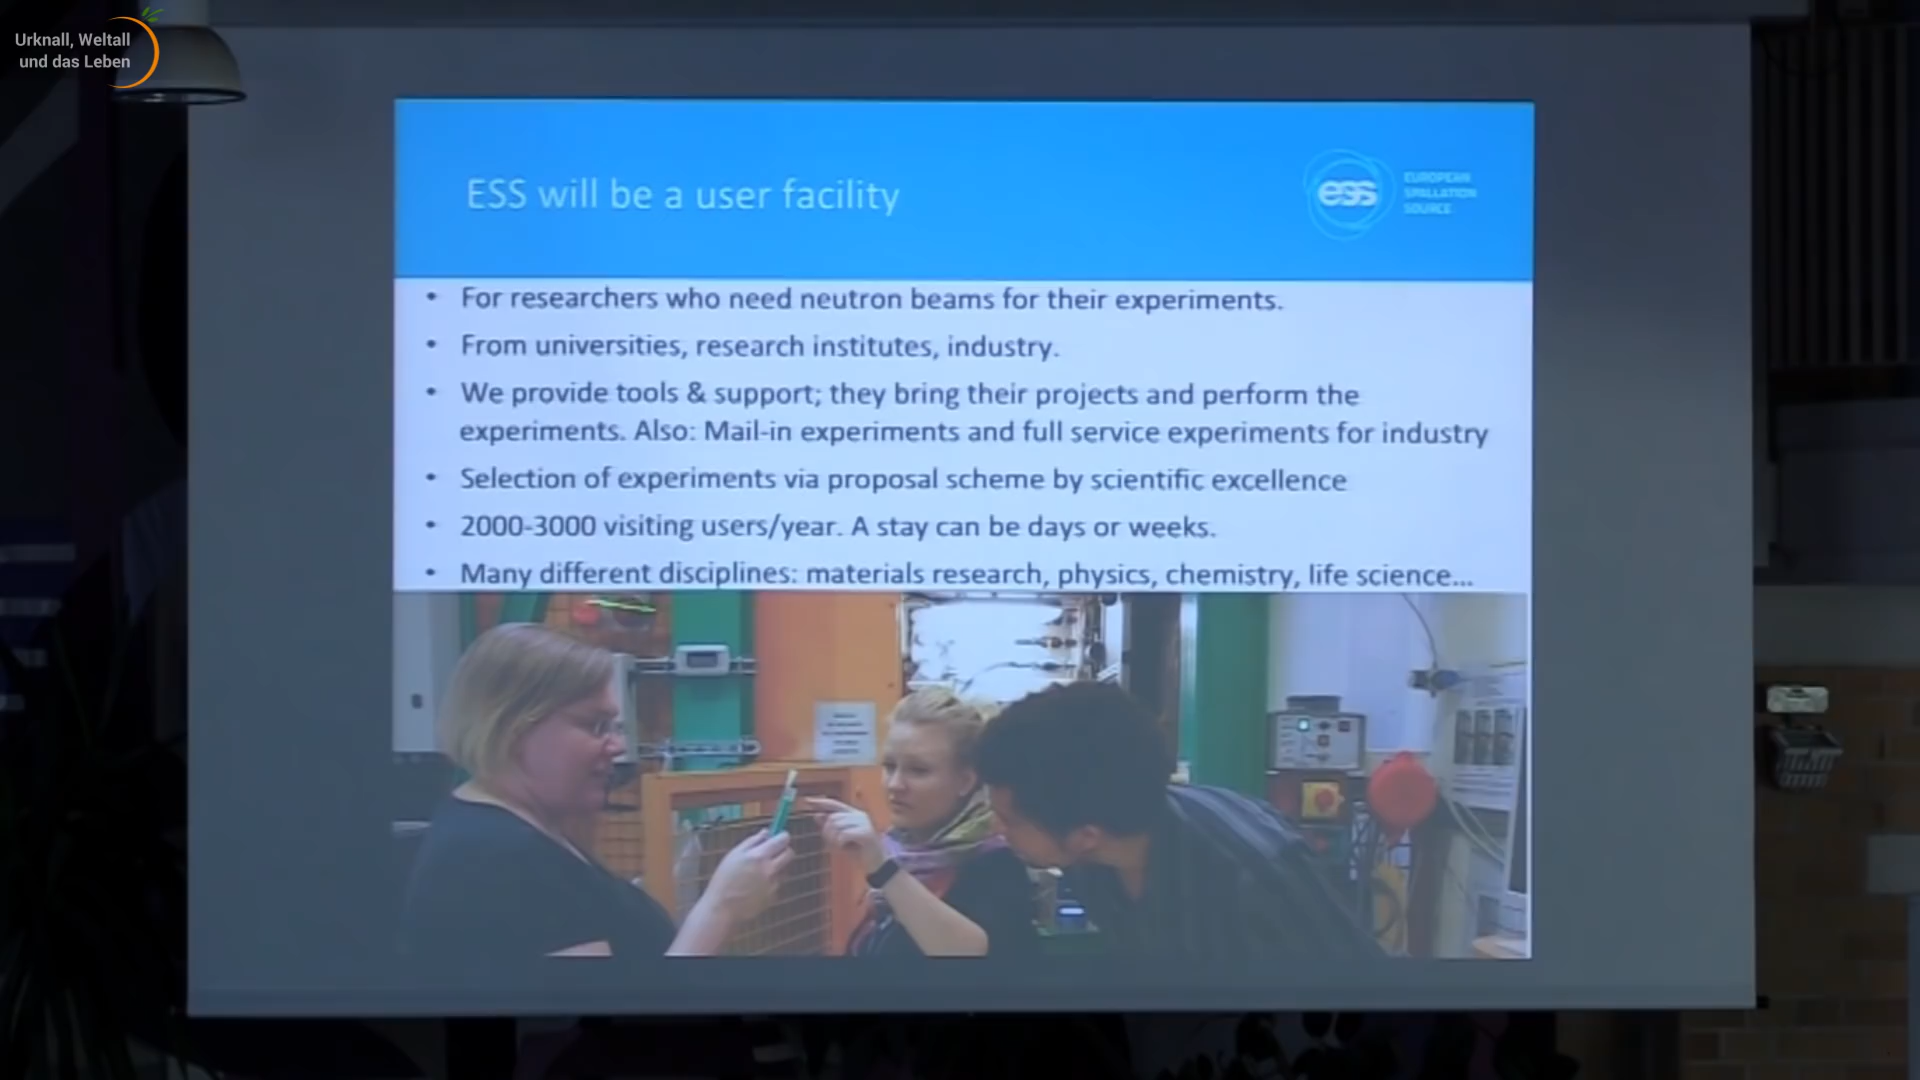 Urknall, Weltall
und das Leben
ESS will be a user facility
ess
EUROPEAN
SPALLATION
SOURCE
• For researchers who need neutron beams for their experiments.
• From universities, research institutes, industry.
• We provide tools & support; they bring their projects and perform the
experiments. Also: Mail-in experiments and full service experiments for industry
• Selection of experiments via proposal scheme by scientific excellence
• 2000-3000 visiting users/year. A stay can be days or weeks.
• Many different disciplines: materials research, physics, chemistry, life science...